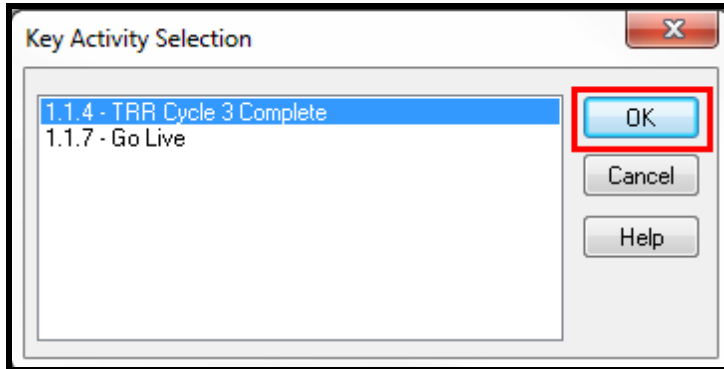 Key Activity Selection
1.1.4 - TRR Cycle 3 Complete
1.1.7 - Go Live
OK
Cancel
Help